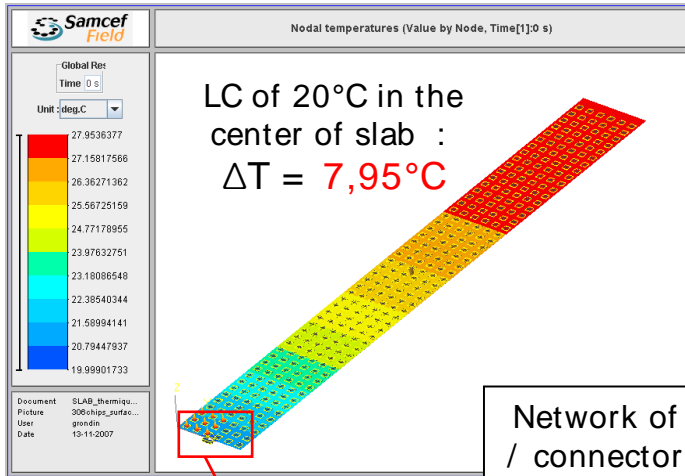 Samcef
Field
Nodal temperatures (Value by Node, Time[1]:0 s)
Global Res
Time 0 s
Unit : deg.C
27.9536377
27.15817566
26.36271362
25.56725159
24.77178955
23.97632751
23.18086548
22.38540344
21.58994141
20.79447937
19.99901733
LC of 20°C in the
center of slab :
ΔT = 7,95°C
Document SLAB_thermiqu...
Picture 306chips_surfac...
User grondin
Date 13-11-2007
Z
Network of
/ connector